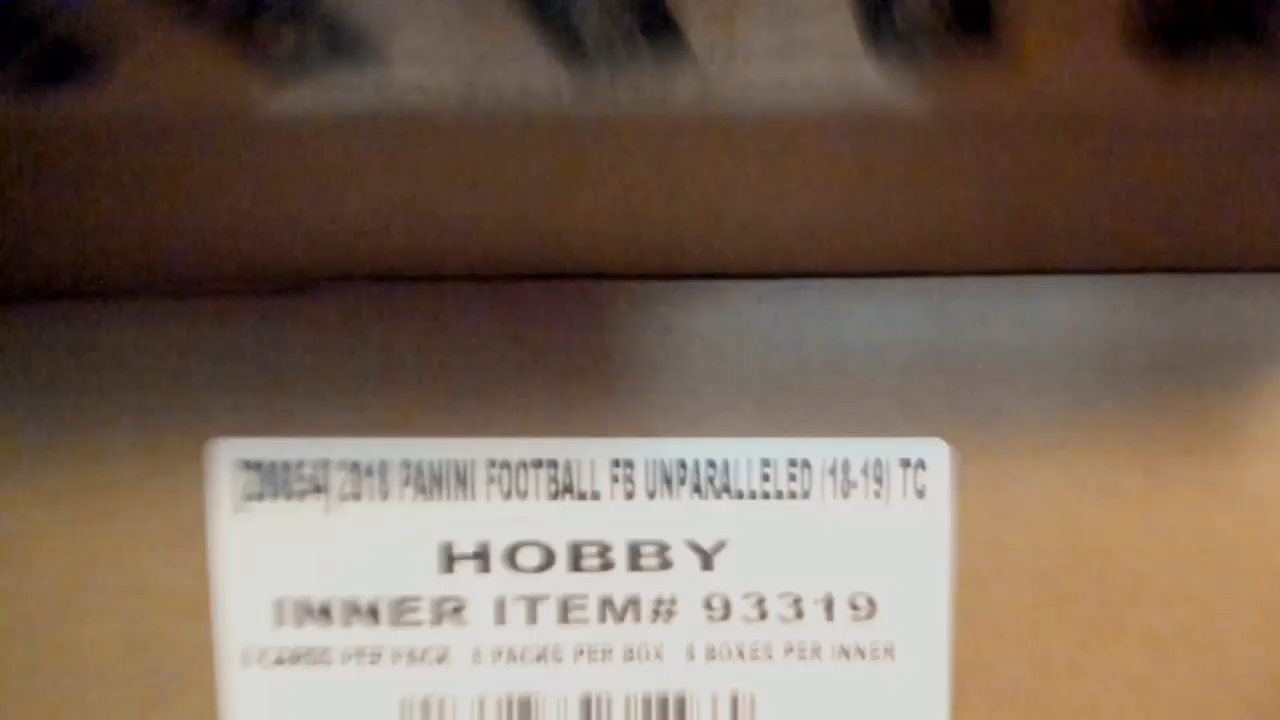 2018 PANINI FOOTBALL FB UNPARALLELED (18-19) TC
HOBBY
INNER ITEM# 93319
CARDS PER PACK PACKS PER BOX BOXES PER INNER